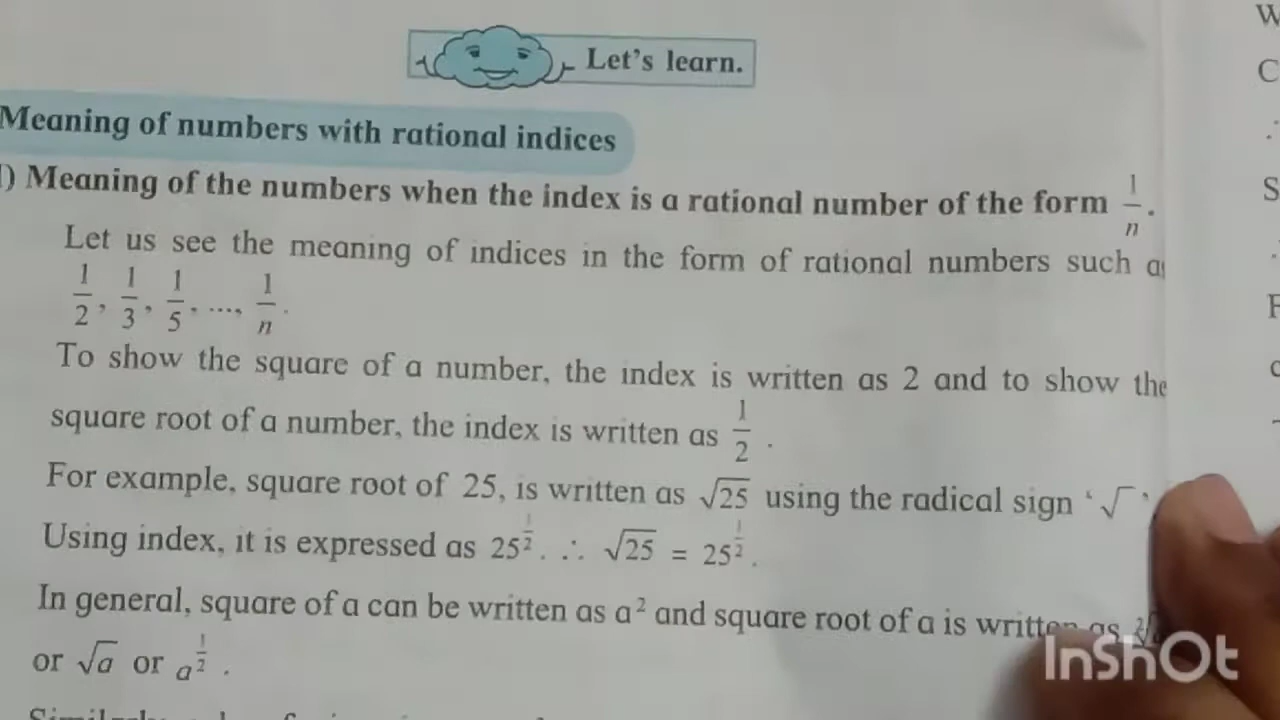 Let's learn.
Meaning of numbers with rational indices
) Meaning of the numbers when the index is a rational number of the form 1/n.
Let us see the meaning of indices in the form of rational numbers such a
1/2, 1/3, 1/5, ..., 1/n.
To show the square of a number, the index is written as 2 and to show the
square root of a number, the index is written as 1/2 .
For example, square root of 25, is written as √25 using the radical sign ‘√ ’
Using index, it is expressed as 25^(1/2). ∴ √25 = 25^(1/2).
In general, square of a can be written as a² and square root of a is written as ²√
or √a or a^(1/2) .
InShOt
W
C
S
F